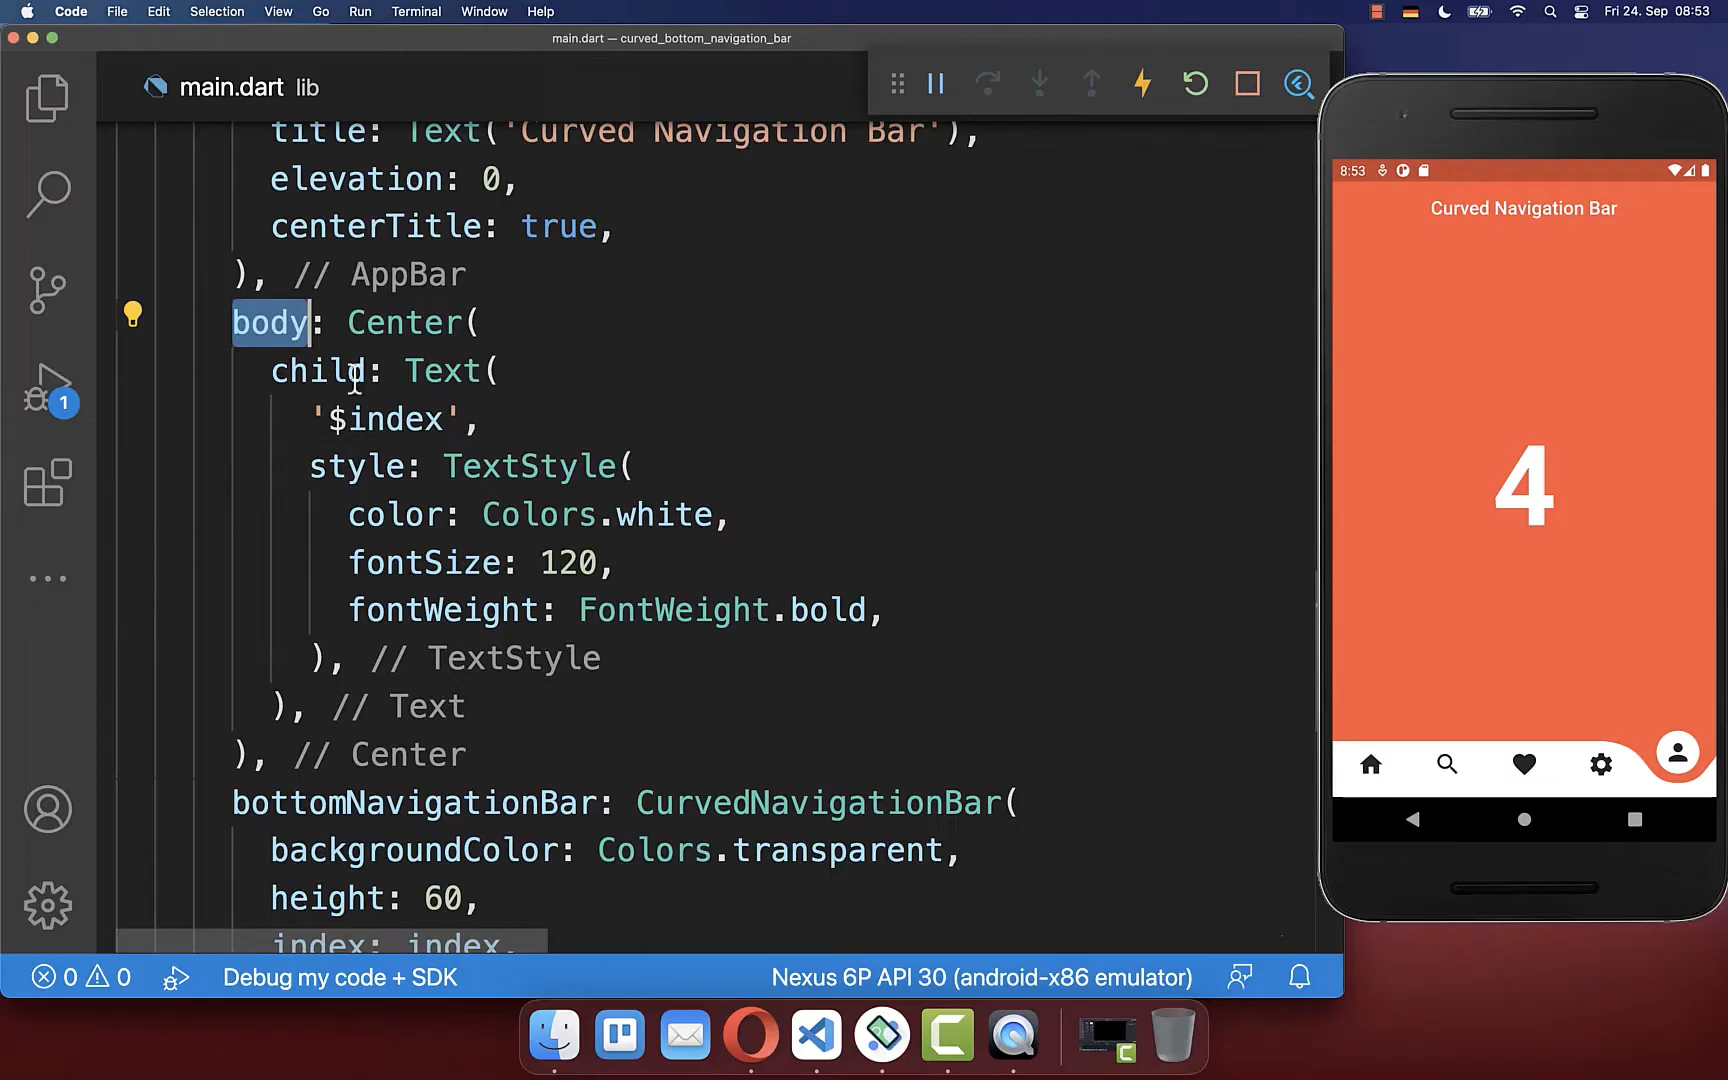 Code File Edit Selection View Go Run Terminal Window Help
Fri 24. Sep 08:53
main.dart — curved_bottom_navigation_bar
main.dart lib
title: Text('Curved Navigation Bar'),
elevation: 0,
centerTitle: true,
), // AppBar
body: Center(
child: Text(
'$index',
style: TextStyle(
color: Colors.white,
fontSize: 120,
fontWeight: FontWeight.bold,
), // TextStyle
), // Text
), // Center
bottomNavigationBar: CurvedNavigationBar(
backgroundColor: Colors.transparent,
height: 60,
index: index,
1
0 0 Debug my code + SDK
Nexus 6P API 30 (android-x86 emulator)
8:53
Curved Navigation Bar
4